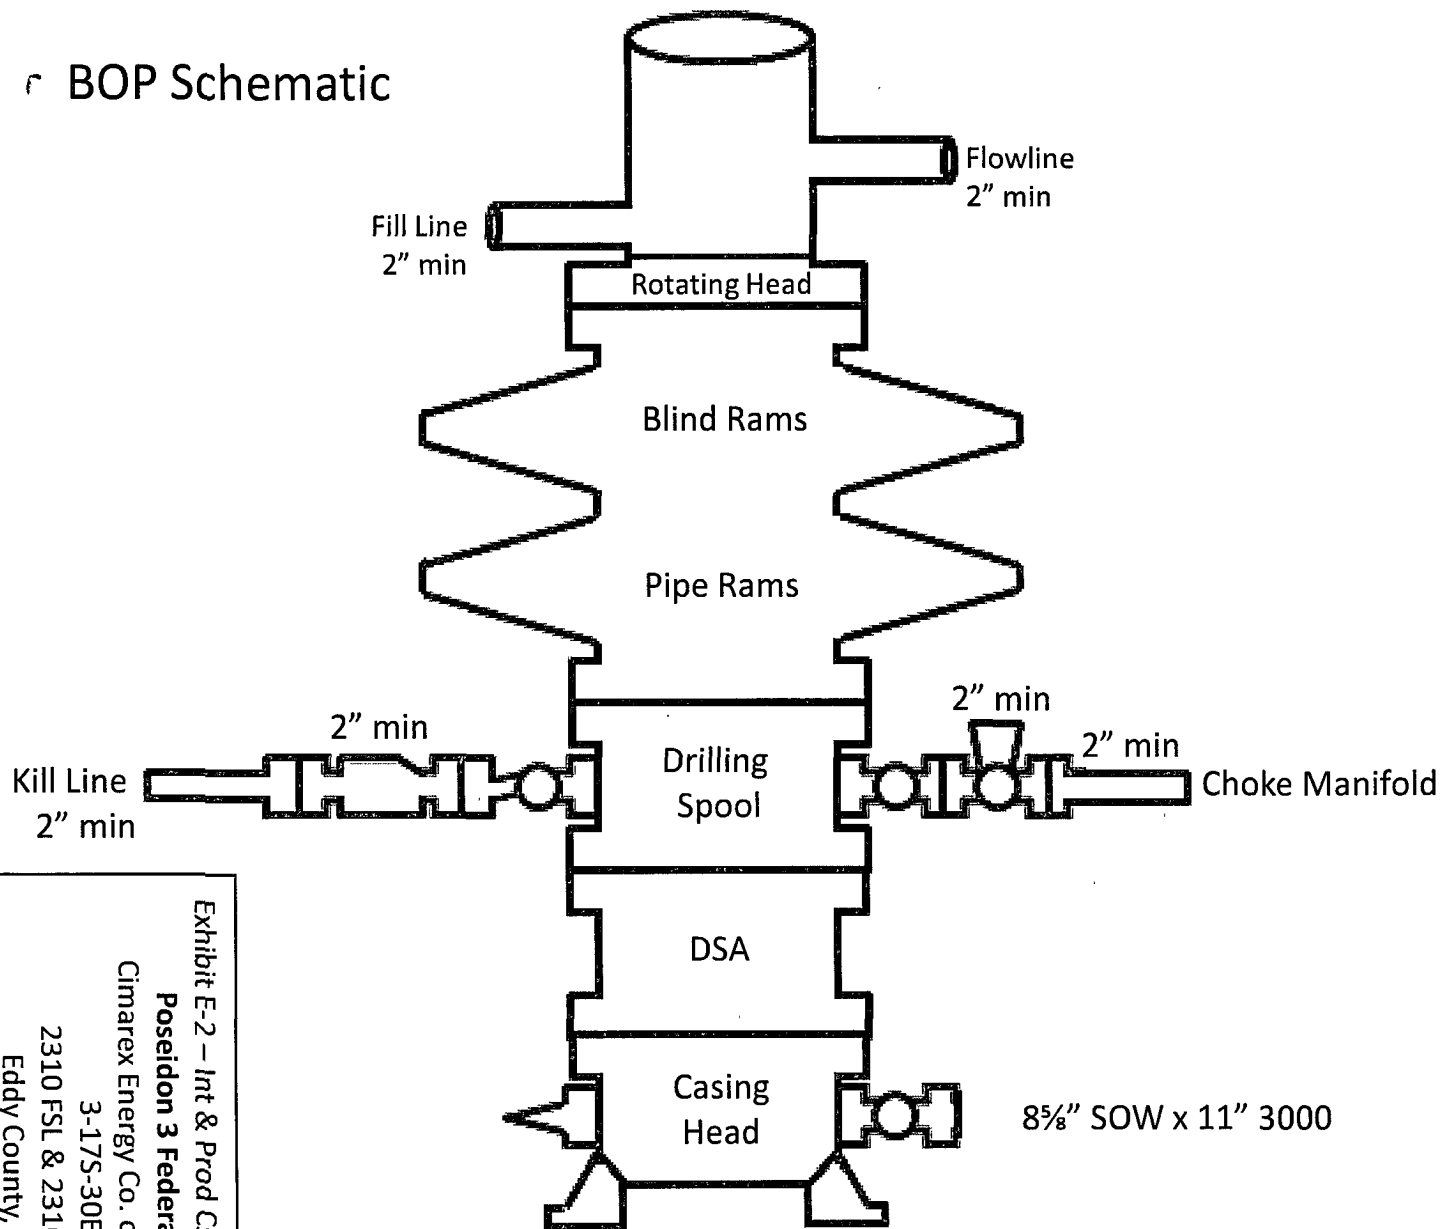 BOP Schematic
Flowline
2” min
Fill Line
2” min
Rotating Head
Blind Rams
Pipe Rams
2” min
2” min
2” min
Kill Line
2” min
Drilling
Spool
Choke Manifold
DSA
Casing
Head
8⅝” SOW x 11” 3000
Exhibit E-2 – Int & Prod
Poseidon 3
Cimarex Energy Co.
3-17S-30E
2310 FSL &
Eddy County,